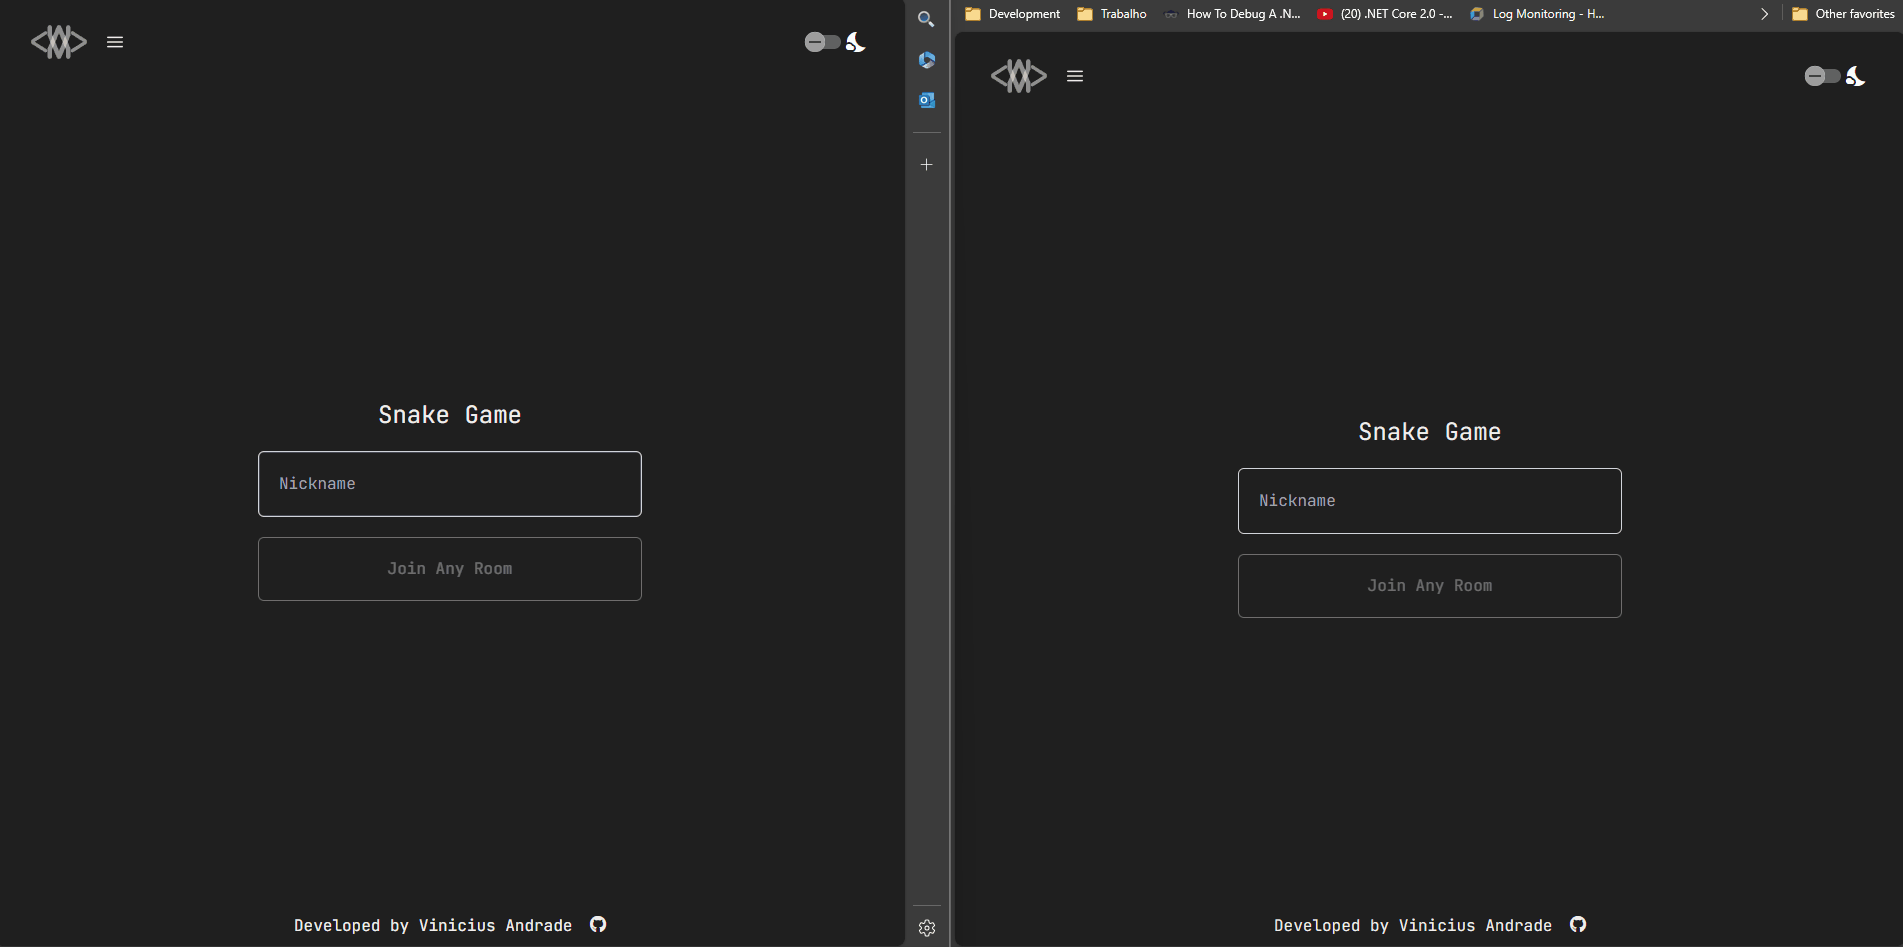 Development
Trabalho
How To Debug A .N...
(20) .NET Core 2.0 -...
Log Monitoring - H...
Other favorites
Snake Game
Nickname
Join Any Room
Developed by Vinicius Andrade
Snake Game
Nickname
Join Any Room
Developed by Vinicius Andrade